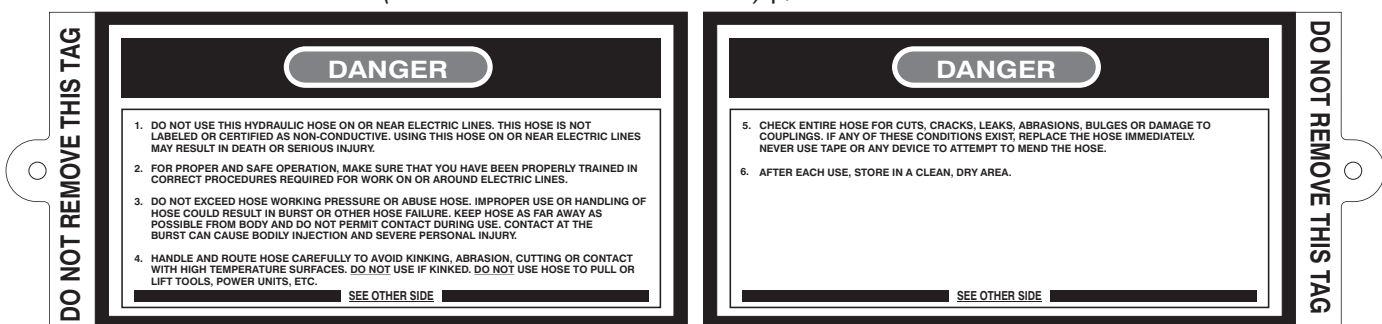 DO NOT REMOVE THIS TAG
DANGER
1. DO NOT USE THIS HYDRAULIC HOSE ON OR NEAR ELECTRIC LINES. THIS HOSE IS NOT
LABELED OR CERTIFIED AS NON-CONDUCTIVE. USING THIS HOSE ON OR NEAR ELECTRIC LINES
MAY RESULT IN DEATH OR SERIOUS INJURY.
2. FOR PROPER AND SAFE OPERATION, MAKE SURE THAT YOU HAVE BEEN PROPERLY TRAINED IN
CORRECT PROCEDURES REQUIRED FOR WORK ON OR AROUND ELECTRIC LINES.
3. DO NOT EXCEED HOSE WORKING PRESSURE OR ABUSE HOSE. IMPROPER USE OR HANDLING OF
HOSE COULD RESULT IN BURST OR OTHER HOSE FAILURE. KEEP HOSE AS FAR AWAY AS
POSSIBLE FROM BODY AND DO NOT PERMIT CONTACT DURING USE. CONTACT AT THE
BURST CAN CAUSE BODILY INJECTION AND SEVERE PERSONAL INJURY.
4. HANDLE AND ROUTE HOSE CAREFULLY TO AVOID KINKING, ABRASION, CUTTING OR CONTACT
WITH HIGH TEMPERATURE SURFACES. DO NOT USE IF KINKED. DO NOT USE HOSE TO PULL OR
LIFT TOOLS, POWER UNITS, ETC.
SEE OTHER SIDE
DANGER
5. CHECK ENTIRE HOSE FOR CUTS, CRACKS, LEAKS, ABRASIONS, BULGES OR DAMAGE TO
COUPLINGS. IF ANY OF THESE CONDITIONS EXIST, REPLACE THE HOSE IMMEDIATELY.
NEVER USE TAPE OR ANY DEVICE TO ATTEMPT TO MEND THE HOSE.
6. AFTER EACH USE, STORE IN A CLEAN, DRY AREA.
SEE OTHER SIDE
DO NOT REMOVE THIS TAG